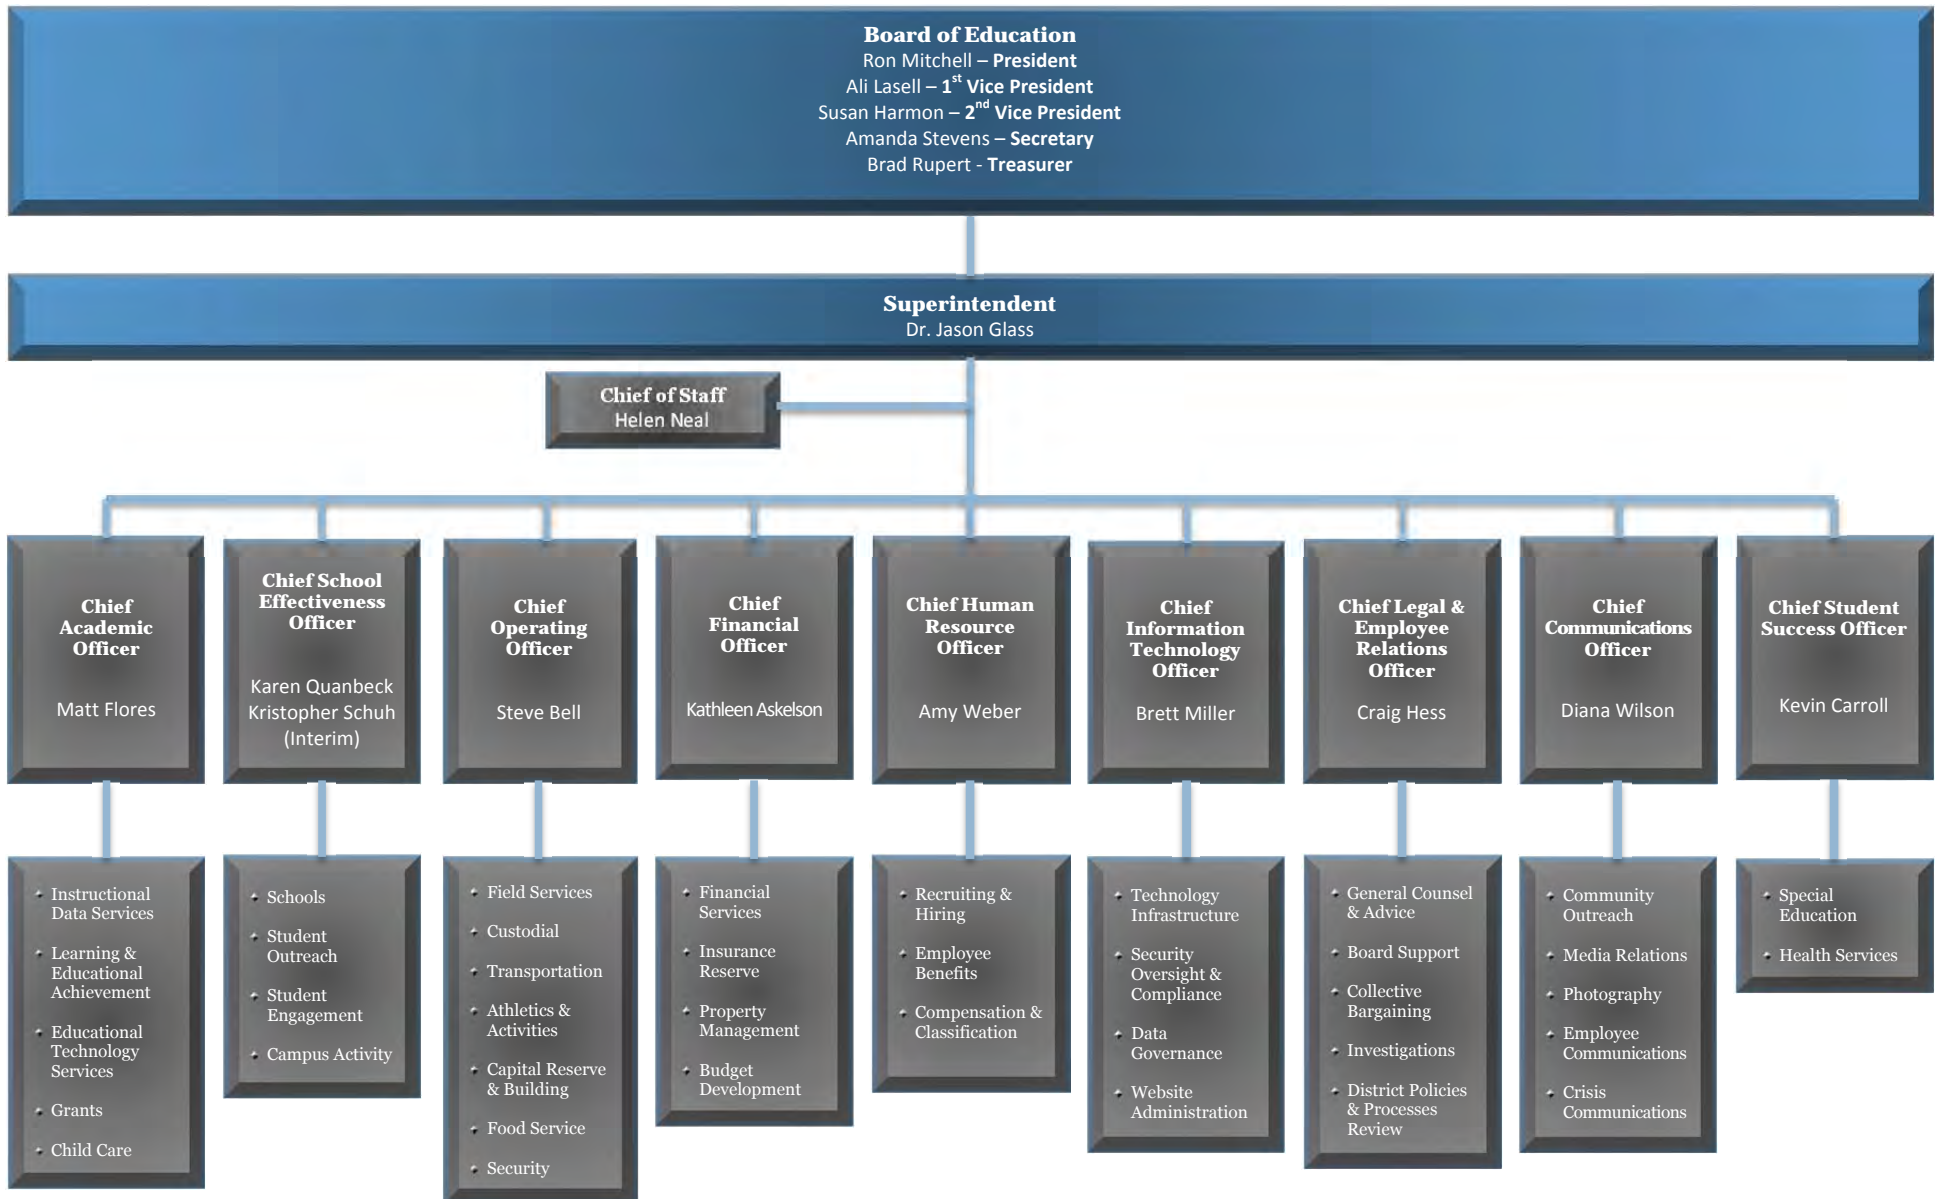 Board of Education
Ron Mitchell – President
Ali Lasell – 1st Vice President
Susan Harmon – 2nd Vice President
Amanda Stevens – Secretary
Brad Rupert - Treasurer
Superintendent
Dr. Jason Glass
Chief of Staff
Helen Neal
Chief
Academic
Officer
Matt Flores
Chief School
Effectiveness
Officer
Karen Quanbeck
Kristopher Schuh
(Interim)
Chief
Operating
Officer
Steve Bell
Chief
Financial
Officer
Kathleen Askelson
Chief Human
Resource
Officer
Amy Weber
Chief
Information
Technology
Officer
Brett Miller
Chief Legal &
Employee
Relations
Officer
Craig Hess
Chief
Communications
Officer
Diana Wilson
Chief Student
Success Officer
Kevin Carroll
Instructional
Data Services
Learning &
Educational
Achievement
Educational
Technology
Services
Grants
Child Care
Schools
Student
Outreach
Student
Engagement
Campus Activity
Field Services
Custodial
Transportation
Athletics &
Activities
Capital Reserve
& Building
Food Service
Security
Financial
Services
Insurance
Reserve
Property
Management
Budget
Development
Recruiting &
Hiring
Employee
Benefits
Compensation &
Classification
Technology
Infrastructure
Security
Oversight &
Compliance
Data
Governance
Website
Administration
General Counsel
& Advice
Board Support
Collective
Bargaining
Investigations
District Policies
& Processes
Review
Community
Outreach
Media Relations
Photography
Employee
Communications
Crisis
Communications
Special
Education
Health Services